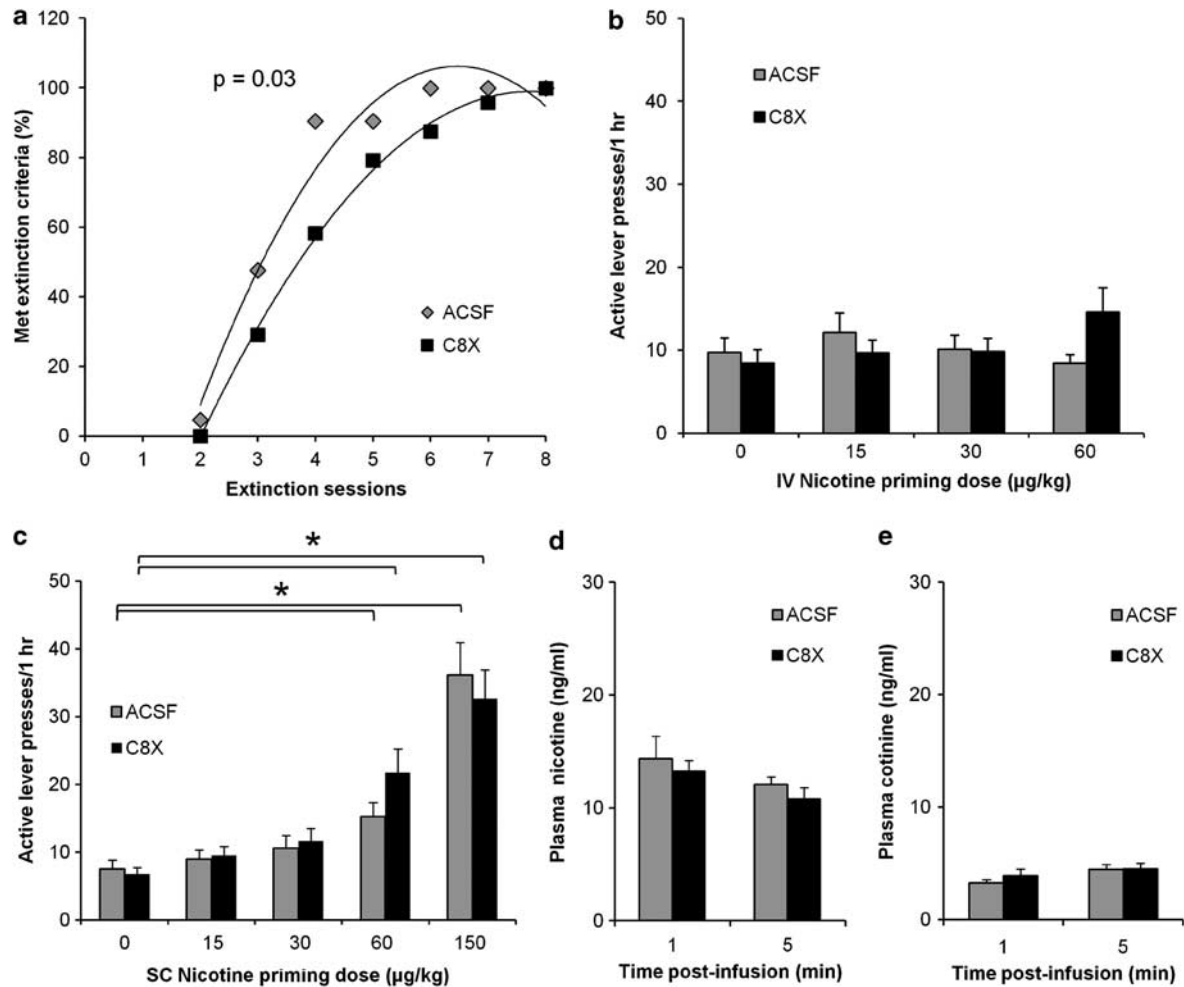 a
120
100
80
60
40
20
0
Met extinction criteria (%)
p = 0.03
ACSF
C8X
0 1 2 3 4 5 6 7 8
Extinction sessions
b
50
40
30
20
10
0
Active lever presses/1 hr
ACSF
C8X
0 15 30 60
IV Nicotine priming dose (µg/kg)
c
*
*
50
40
30
20
10
0
Active lever presses/1 hr
ACSF
C8X
0 15 30 60 150
SC Nicotine priming dose (µg/kg)
d
30
20
10
0
Plasma nicotine (ng/ml)
ACSF
C8X
1 5
Time post-infusion (min)
e
30
20
10
0
Plasma cotinine (ng/ml)
ACSF
C8X
1 5
Time post-infusion (min)